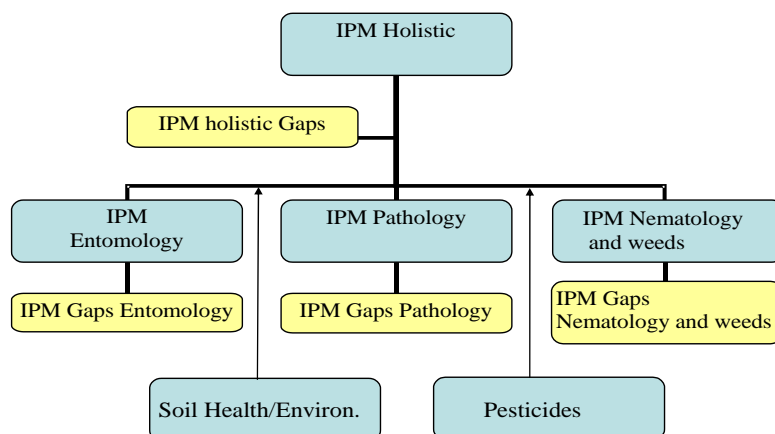 IPM Holistic
IPM holistic Gaps
IPM
Entomology
IPM Pathology
IPM Nematology
and weeds
IPM Gaps Entomology
IPM Gaps Pathology
IPM Gaps
Nematology and weeds
Soil Health/Environ.
Pesticides